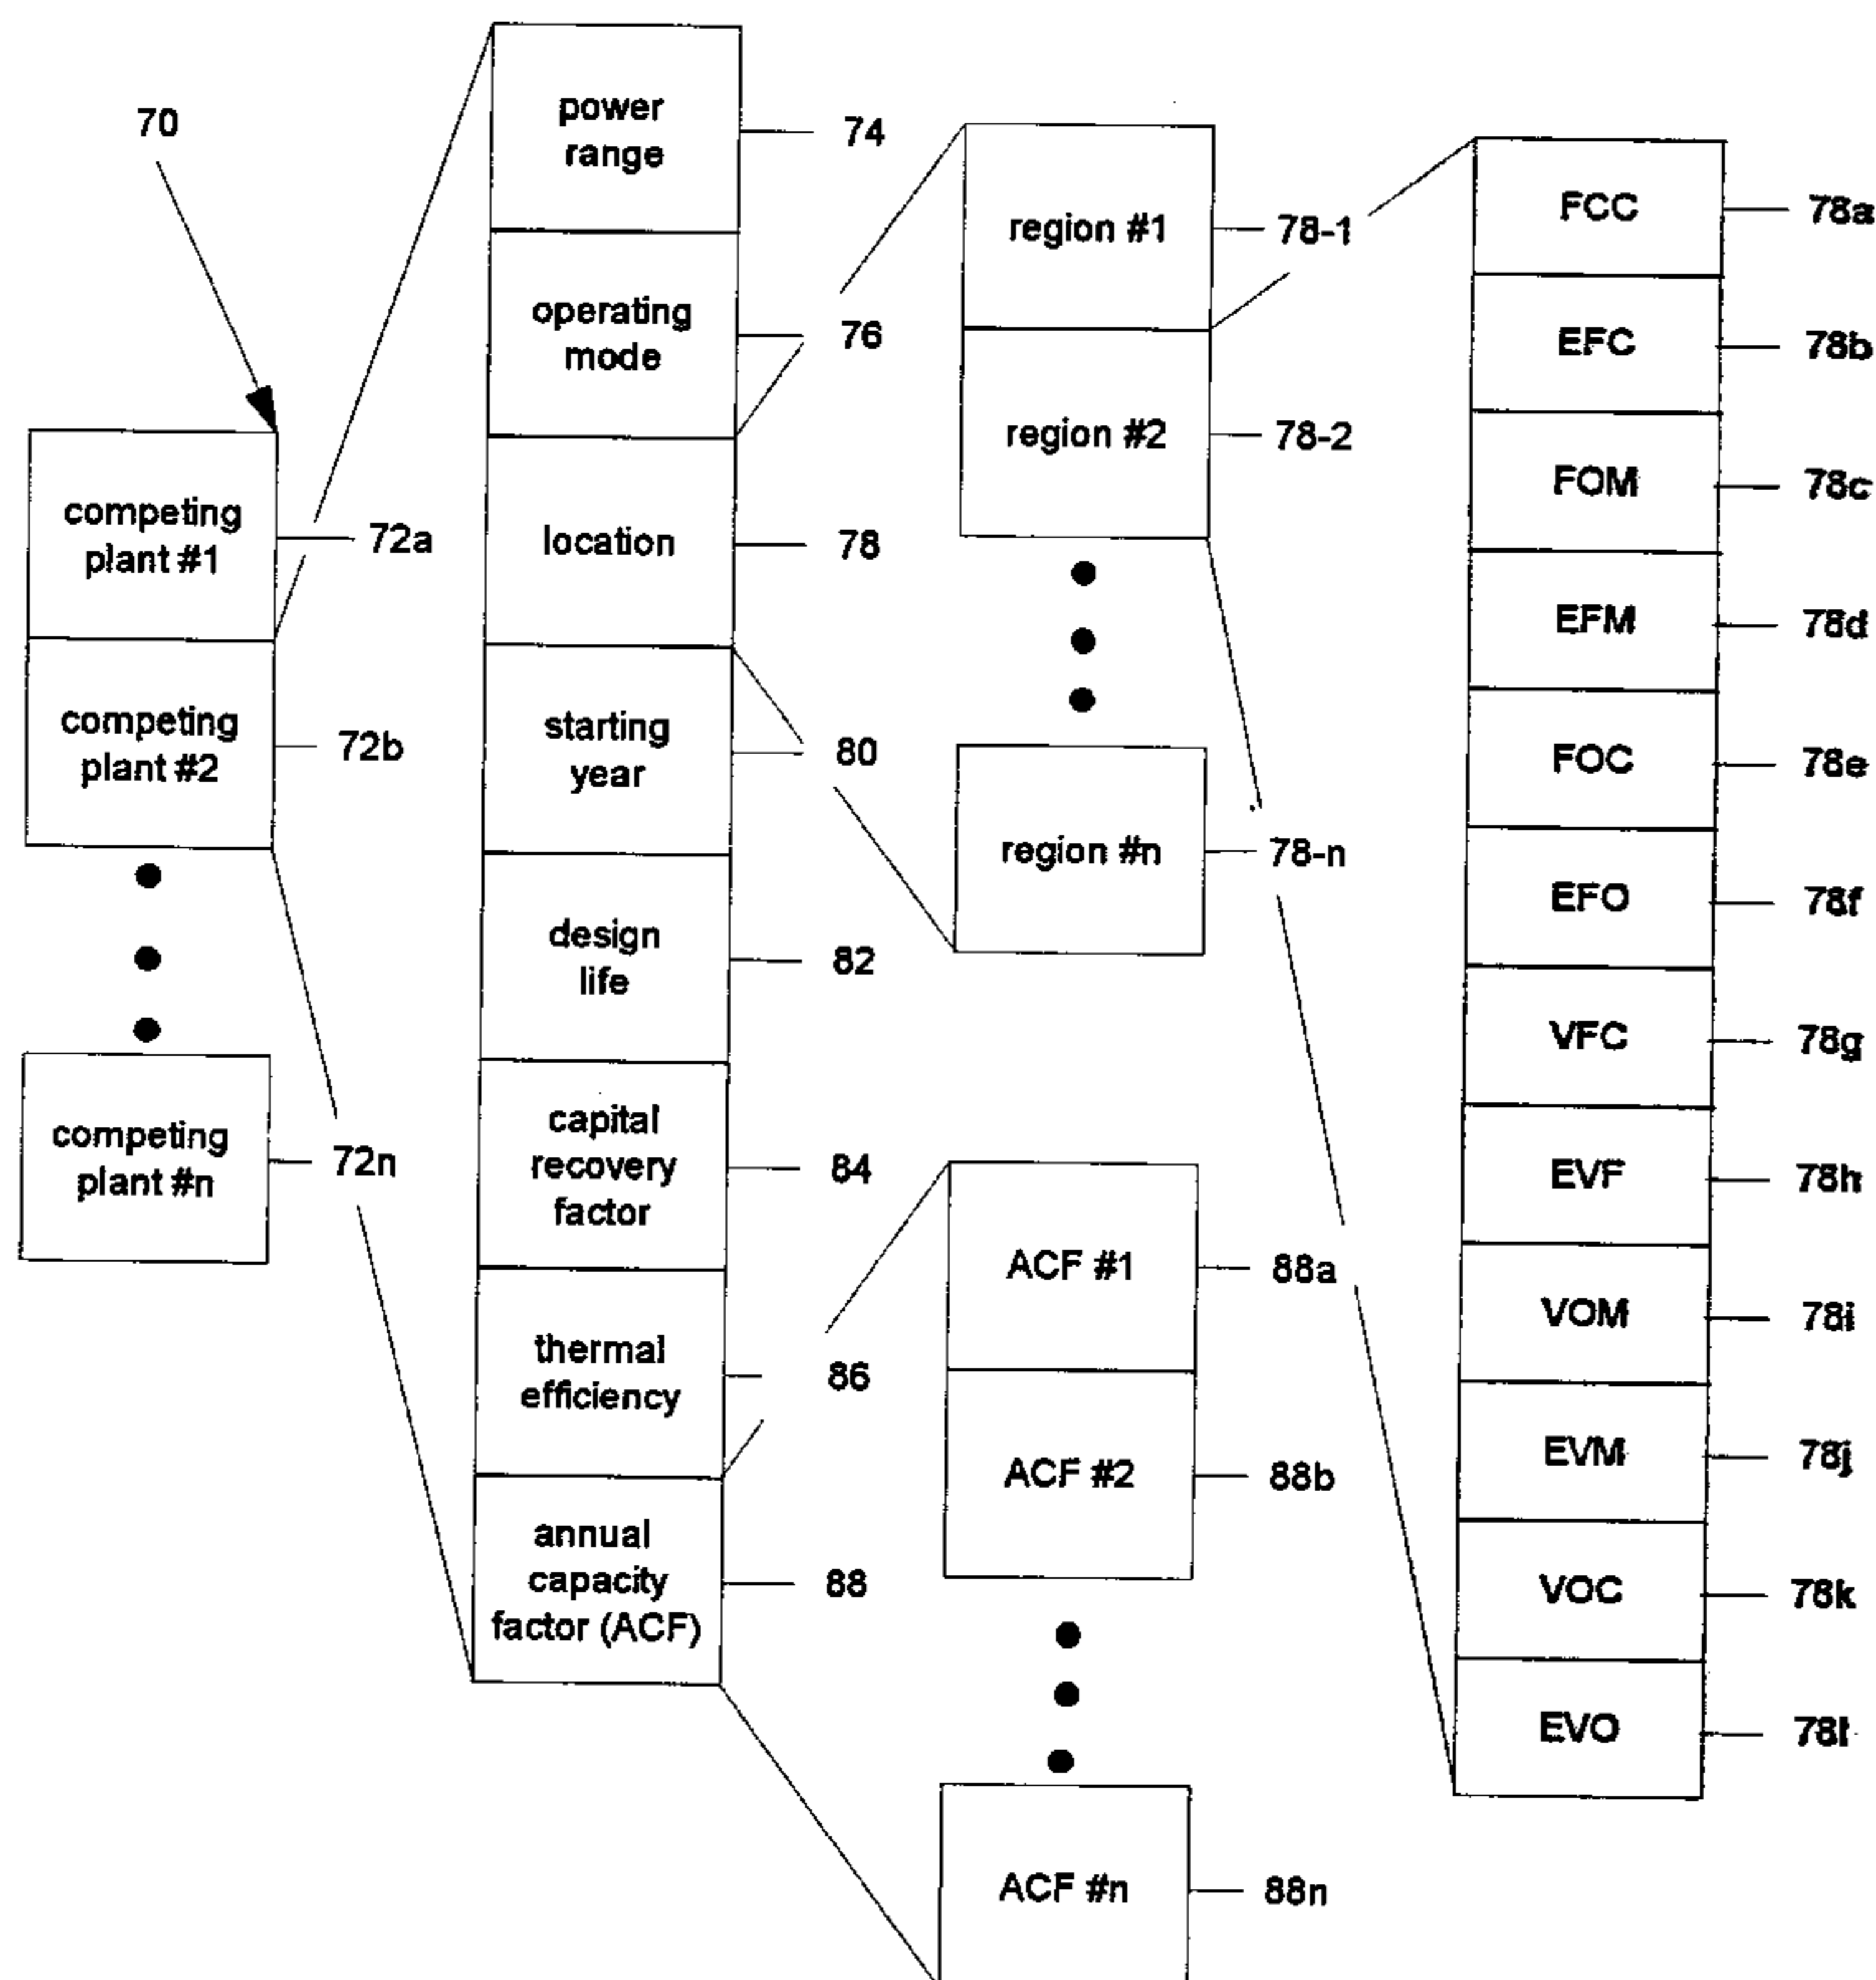 70
competing
plant #1
72a
competing
plant #2
72b
competing
plant #n
72n
power
range
74
operating
mode
76
location
78
starting
year
80
design
life
82
capital
recovery
factor
84
thermal
efficiency
86
annual
capacity
factor (ACF)
88
region #1
78-1
region #2
78-2
region #n
78-n
ACF #1
88a
ACF #2
88b
ACF #n
88n
FCC
78a
EFC
78b
FOM
78c
EFM
78d
FOC
78e
EFO
78f
VFC
78g
EVF
78h
VOM
78i
EVM
78j
VOC
78k
EVO
78l